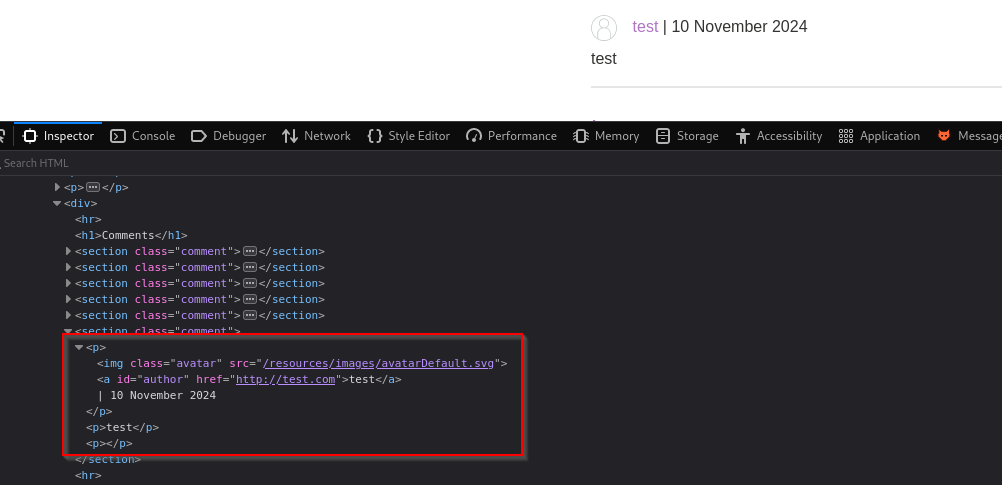 test | 10 November 2024
test
Inspector Console Debugger Network Style Editor Performance Memory Storage Accessibility Application Messa
Search HTML
<p></p>
<div>
<hr>
<h1>Comments</h1>
<section class="comment"></section>
<section class="comment"></section>
<section class="comment"></section>
<section class="comment"></section>
<section class="comment"></section>
<section class="comment">
<p>
<img class="avatar" src="/resources/images/avatarDefault.svg">
<a id="author" href="http://test.com">test</a>
| 10 November 2024
</p>
<p>test</p>
<p></p>
</section>
<hr>